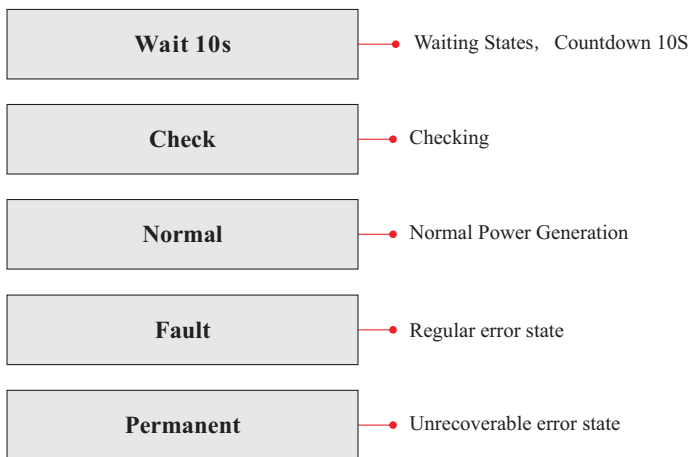 Wait 10s
Waiting States， Countdown 10S
Check
Checking
Normal
Normal Power Generation
Fault
Regular error state
Permanent
Unrecoverable error state